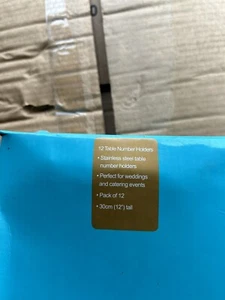 12 Table Number Holders
• Stainless steel table
number holders
• Perfect for weddings
and catering events
• Pack of 12
• 30cm (12") tall